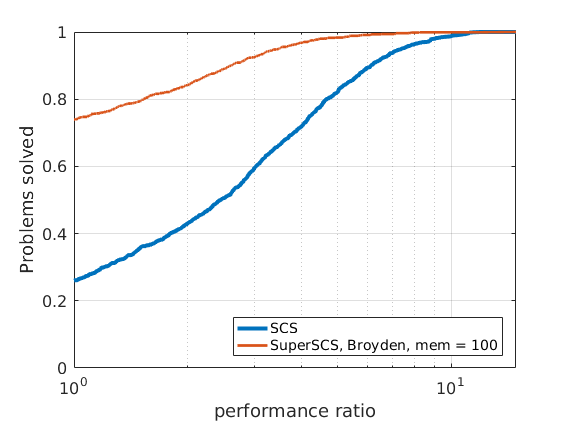 1
0.8
0.6
0.4
0.2
0
Problems solved
SCS
SuperSCS, Broyden, mem = 100
10^0
10^1
performance ratio